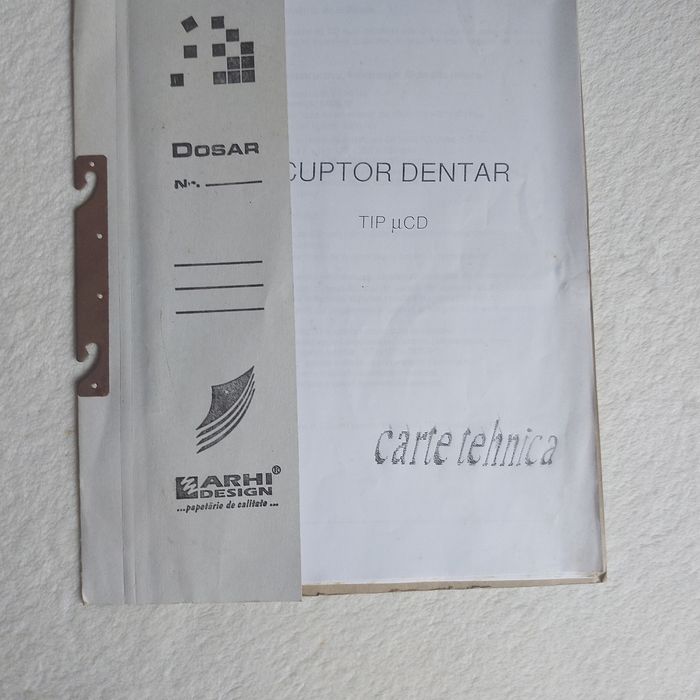 DOSAR
Nr.
CUPTOR DENTAR
TIP µCD
carte tehnica
ARHI®
DESIGN
...papetărie de calitate ...